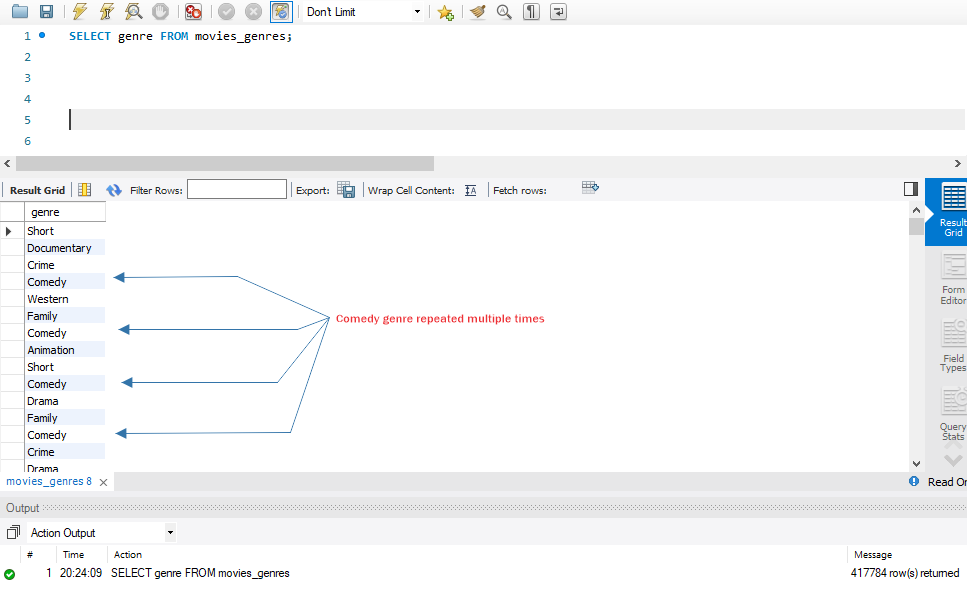 Don't Limit
1 SELECT genre FROM movies_genres;
2
3
4
5
6
Result Grid Filter Rows: Export: Wrap Cell Content: Fetch rows:
genre
Short
Documentary
Crime
Comedy
Western
Family
Comedy
Animation
Short
Comedy
Drama
Family
Comedy
Crime
Drama
Comedy genre repeated multiple times
Result
Grid
Form
Editor
Field
Types
Query
Stats
movies_genres 8
Read On
Output
Action Output
# Time Action Message
1 20:24:09 SELECT genre FROM movies_genres 417784 row(s) returned